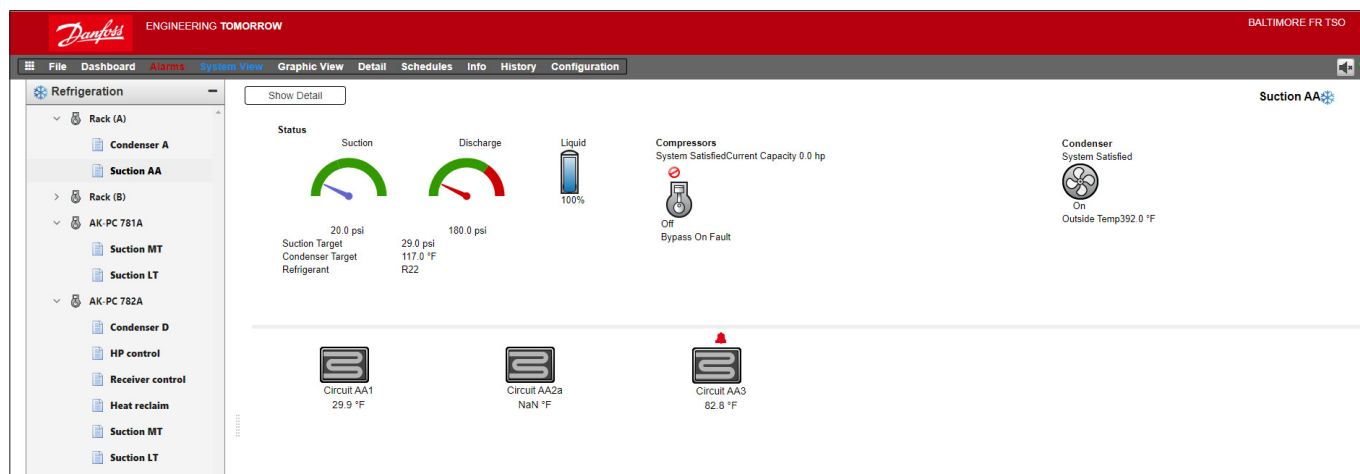 Danfoss ENGINEERING TOMORROW BALTIMORE FR TSO
File Dashboard Alarms System View Graphic View Detail Schedules Info History Configuration
Refrigeration
Rack (A)
Condenser A
Suction AA
Rack (B)
AK-PC 781A
Suction MT
Suction LT
AK-PC 782A
Condenser D
HP control
Receiver control
Heat reclaim
Suction MT
Suction LT
Show Detail
Suction AA
Status
Suction Discharge Liquid
20.0 psi 180.0 psi 100%
Suction Target 29.0 psi
Condenser Target 117.0 °F
Refrigerant R22
Compressors
System SatisfiedCurrent Capacity 0.0 hp
Off
Bypass On Fault
Condenser
System Satisfied
On
Outside Temp392.0 °F
Circuit AA1 Circuit AA2a Circuit AA3
29.9 °F NaN °F 82.8 °F